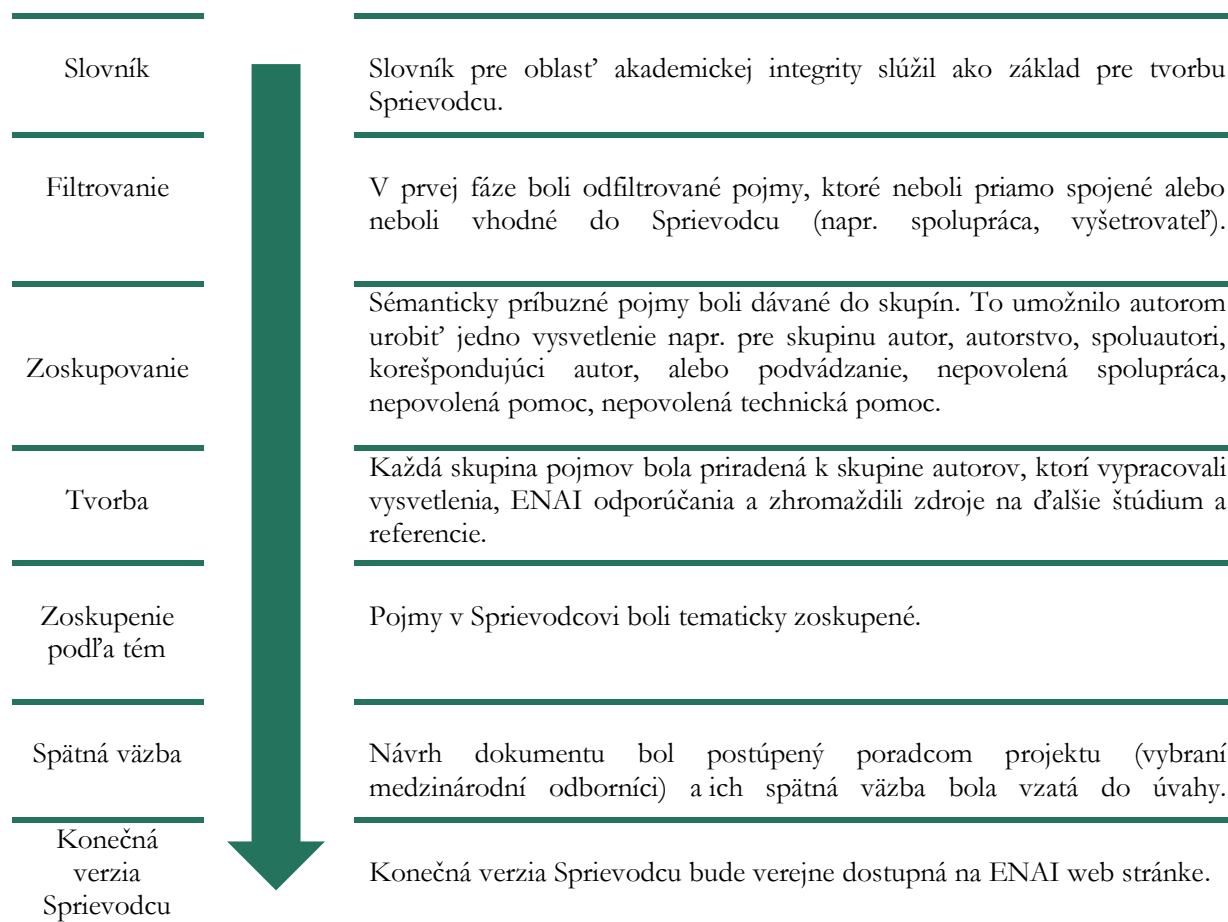 Slovník
Slovník pre oblasť akademickej integrity slúžil ako základ pre tvorbu
Sprievodcu.
Filtrovanie
V prvej fáze boli odfiltrované pojmy, ktoré neboli priamo spojené alebo
neboli vhodné do Sprievodcu (napr. spolupráca, vyšetrovateľ).
Zoskupovanie
Sémanticky príbuzné pojmy boli dávané do skupín. To umožnilo autorom
urobiť jedno vysvetlenie napr. pre skupinu autor, autorstvo, spoluautori,
korešpondujúci autor, alebo podvádzanie, nepovolená spolupráca,
nepovolená pomoc, nepovolená technická pomoc.
Tvorba
Každá skupina pojmov bola priradená k skupine autorov, ktorí vypracovali
vysvetlenia, ENAI odporúčania a zhromaždili zdroje na ďalšie štúdium a
referencie.
Zoskupenie
podľa tém
Pojmy v Sprievodcovi boli tematicky zoskupené.
Spätná väzba
Návrh dokumentu bol postúpený poradcom projektu (vybraní
medzinárodní odborníci) a ich spätná väzba bola vzatá do úvahy.
Konečná
verzia
Sprievodcu
Konečná verzia Sprievodcu bude verejne dostupná na ENAI web stránke.